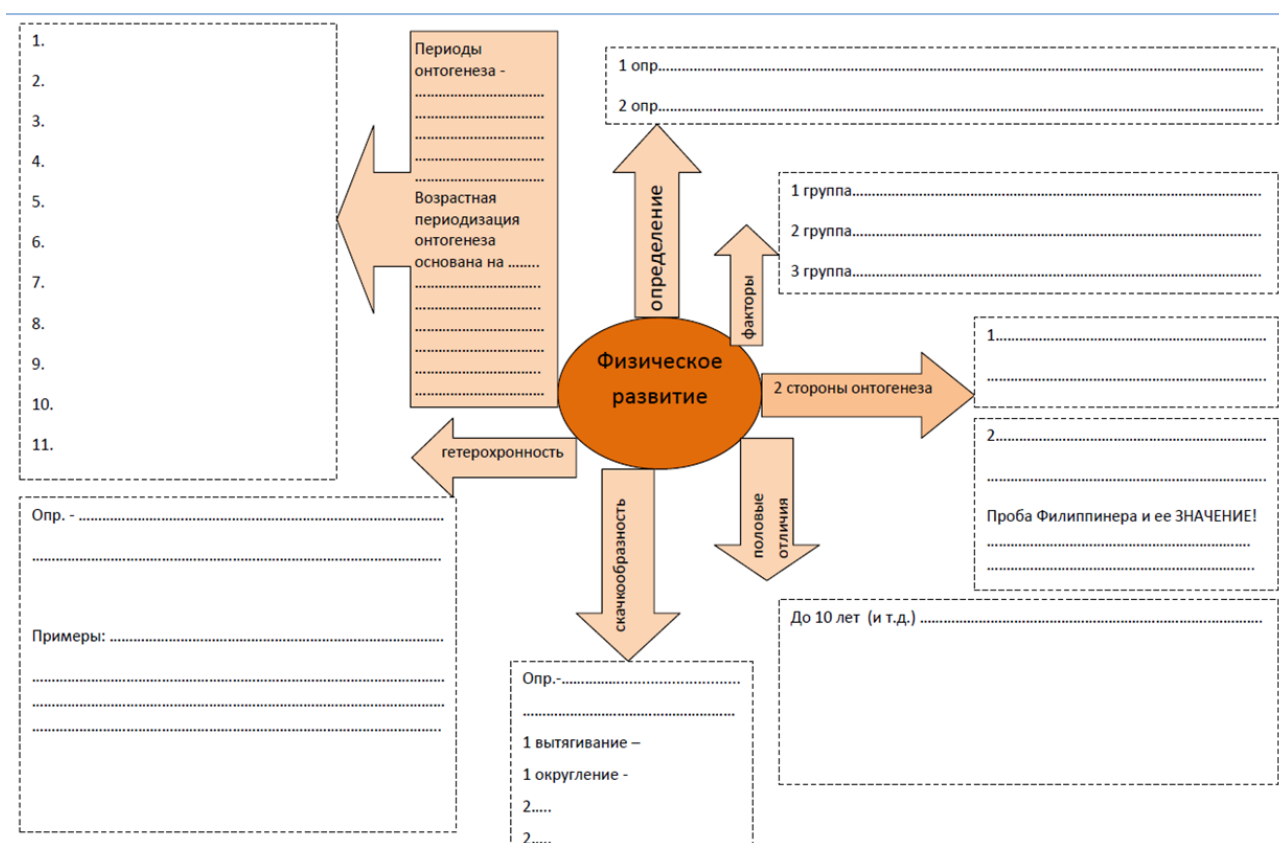 1.
2.
3.
4.
5.
6.
7.
8.
9.
10.
11.
Периоды
онтогенеза -
................................
................................
................................
................................
................................
Возрастная
периодизация
онтогенеза
основана на ........
................................
................................
................................
................................
................................
................................
1 опр................................................................
2 опр................................................................
определение
1 группа................................................................
2 группа................................................................
3 группа................................................................
факторы
Физическое
развитие
2 стороны онтогенеза
1................................................................
................................................................
2................................................................
................................................................
Проба Филиппинера и ее ЗНАЧЕНИЕ!
................................................................
................................................................
гетерохронность
Опр. - ................................................................
................................................................
Примеры: ................................................................
................................................................
................................................................
................................................................
скачкообразность
Опр.-........................................
................................................
1 вытягивание –
1 округление -
2.....
2.....
половые
отличия
До 10 лет (и т.д.) ................................................................